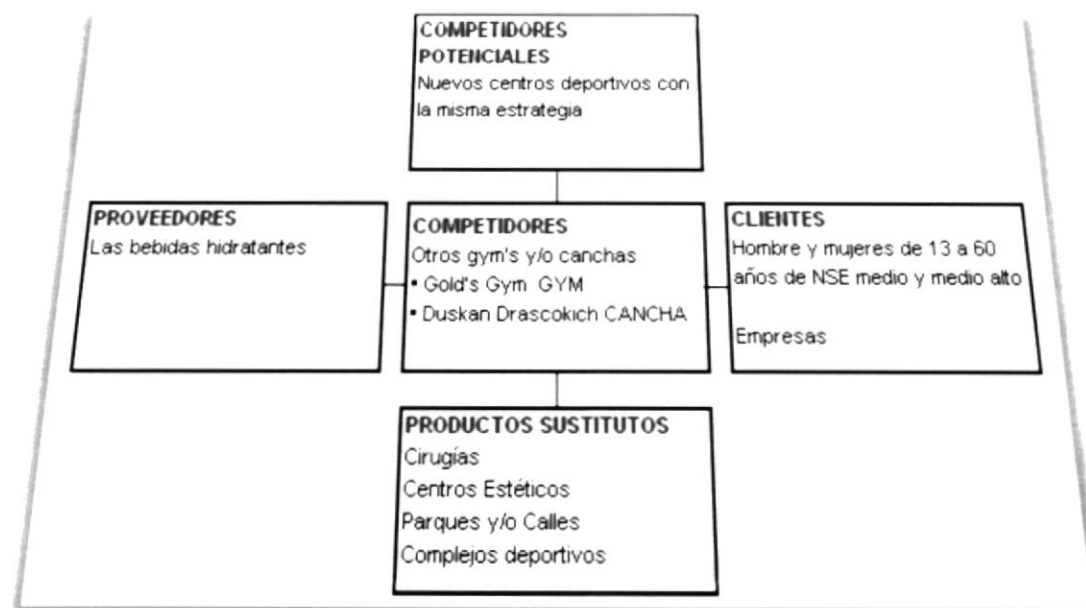 COMPETIDORES
POTENCIALES
Nuevos centros deportivos con
la misma estrategia
PROVEEDORES
Las bebidas hidratantes
COMPETIDORES
Otros gym's y/o canchas
▪ Gold's Gym GYM
▪ Duskan Drascokich CANCHA
CLIENTES
Hombre y mujeres de 13 a 60
años de NSE medio y medio alto
Empresas
PRODUCTOS SUSTITUTOS
Cirugías
Centros Estéticos
Parques y/o Calles
Complejos deportivos